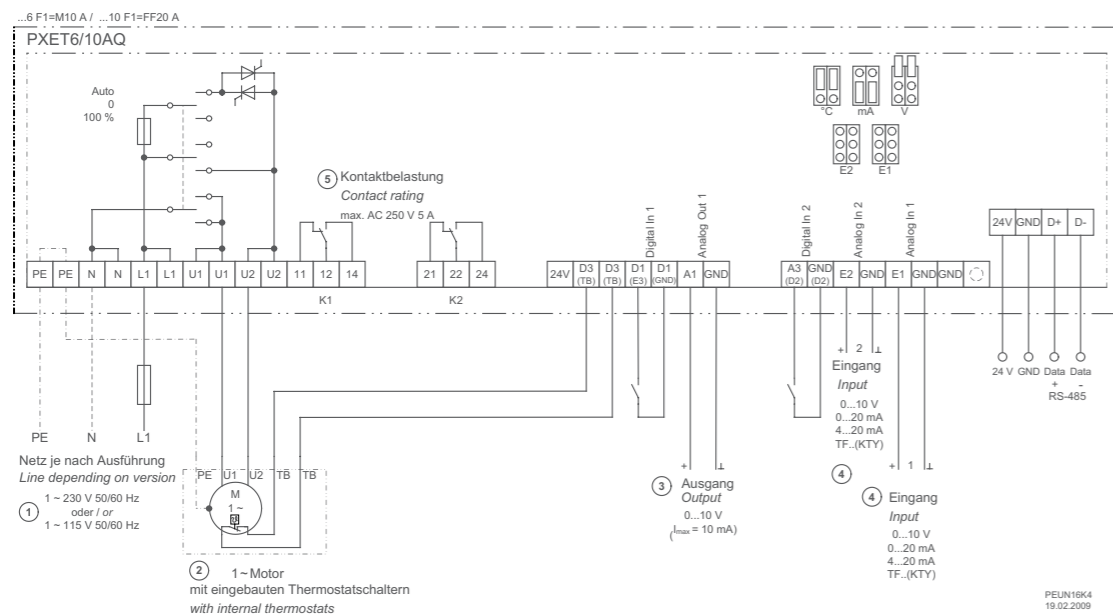 ...6 F1=M10 A / ...10 F1=FF20 A
PXET6/10AQ
Auto
0
100 %
°C mA V
E2 E1
5 Kontaktbelastung
Contact rating
max. AC 250 V 5 A
Digital In 1
Analog Out 1
Digital In 2
Analog In 2
Analog In 1
24V GND D+ D-
PE PE N N L1 L1 U1 U1 U2 U2 11 12 14
21 22 24
24V D3 (TB) D3 (TB) D1 (E3) D1 (GND) A1 GND
A3 (D2) GND (D2) E2 GND E1 GND GND
K1 K2
24 V GND Data + Data -
RS-485
+ 2 ⊥
Eingang
Input
0...10 V
0...20 mA
4...20 mA
TF..(KTY)
4
PE N L1
Netz je nach Ausführung
Line depending on version
1 1 ~ 230 V 50/60 Hz
oder / or
1 ~ 115 V 50/60 Hz
PE U1 U2 TB TB
M
1 ~
2 1 ~ Motor
mit eingebauten Thermostatschaltern
with internal thermostats
+ ⊥
3 Ausgang
Output
0...10 V
(Imax = 10 mA)
+ 1 ⊥
4 Eingang
Input
0...10 V
0...20 mA
4...20 mA
TF..(KTY)
PEUN16K4
19.02.2009